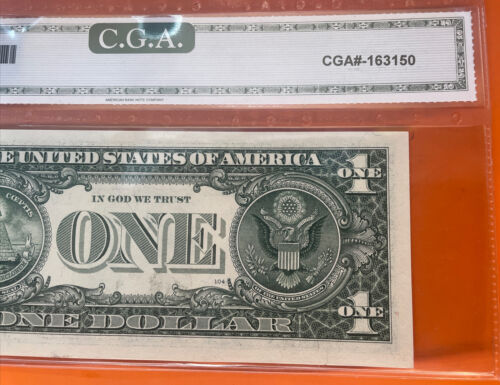 C.G.A.
CGA#-163150
AMERICAN BANK NOTE COMPANY
E UNITED STATES OF AMERICA
ONE
1
IN GOD WE TRUST
CŒPTIS
ONE
104
1
ONE
ONE DOLLAR